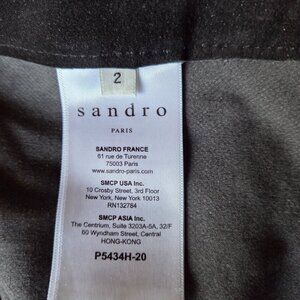 2
sandro
PARIS
SANDRO FRANCE
61 rue de Turenne
75003 Paris
www.sandro-paris.com
SMCP USA Inc.
10 Crosby Street, 3rd Floor
New York, New York 10013
RN132784
SMCP ASIA Inc.
The Centrium, Suite 3203A-5A, 32/F
60 Wyndham Street, Central
HONG-KONG
P5434H-20